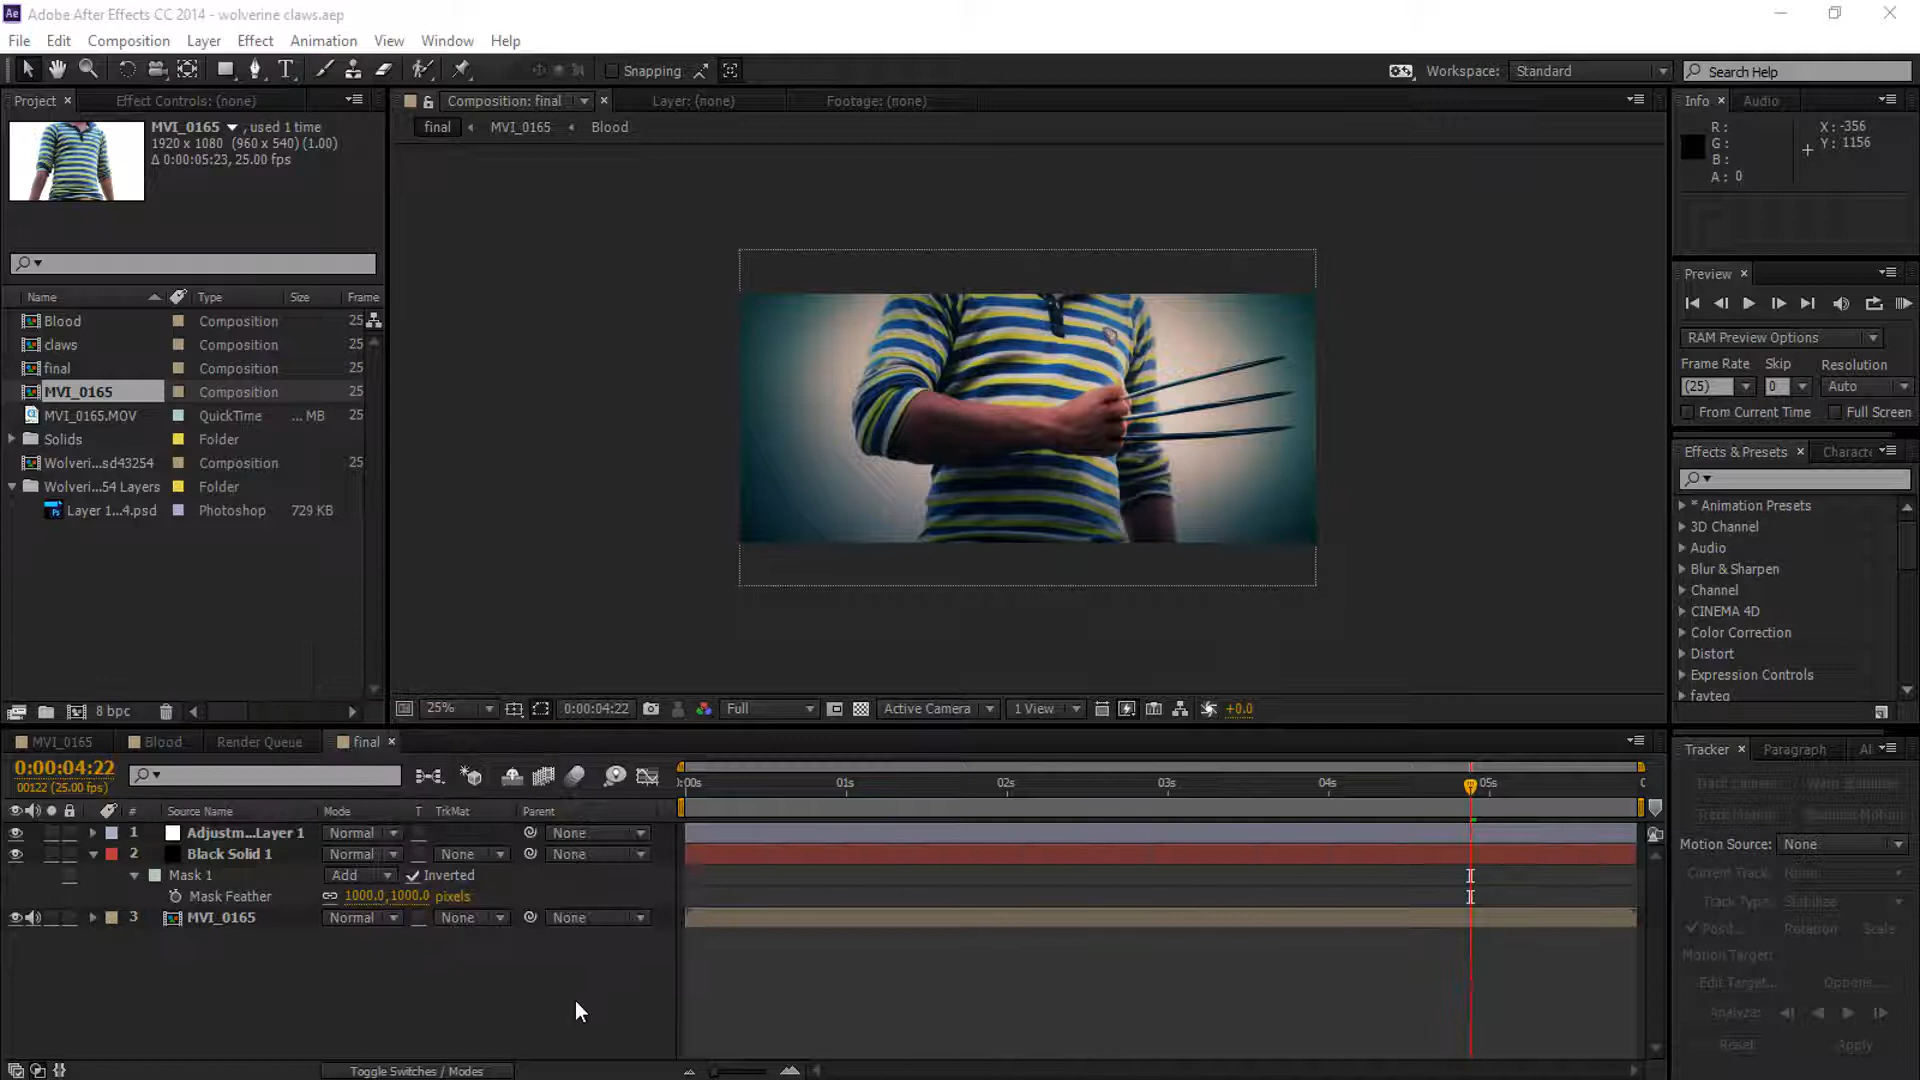 Ae Adobe After Effects CC 2014 - wolverine claws.aep
File Edit Composition Layer Effect Animation View Window Help
Snapping Workspace: Standard Search Help
Project × Effect Controls: (none) Composition: final × Layer: (none) Footage: (none) Info × Audio
MVI_0165 , used 1 time
1920 x 1080 (960 x 540) (1.00)
Δ 0:00:05:23, 25.00 fps
final MVI_0165 Blood
R: X: -356
G: Y: 1156
B:
A: 0
Preview ×
RAM Preview Options
Frame Rate Skip Resolution
(25) 0 Auto
From Current Time Full Screen
Name Type Size Frame
Blood Composition 25
claws Composition 25
final Composition 25
MVI_0165 Composition 25
MVI_0165.MOV QuickTime ... MB 25
Solids Folder
Wolveri...sd43254 Composition 25
Wolveri...54 Layers Folder
Layer 1...4.psd Photoshop 729 KB
Effects & Presets × Characte
* Animation Presets
3D Channel
Audio
Blur & Sharpen
Channel
CINEMA 4D
Color Correction
Distort
Expression Controls
favteq
8 bpc
25% 0:00:04:22 Full Active Camera 1 View +0.0
MVI_0165 Blood Render Queue final ×
0:00:04:22
00122 (25.00 fps)
:00s 01s 02s 03s 04s 05s
# Source Name Mode T TrkMat Parent
1 Adjustm...Layer 1 Normal None
2 Black Solid 1 Normal None None
Mask 1 Add Inverted
Mask Feather 1000.0,1000.0 pixels
3 MVI_0165 Normal None None
Toggle Switches / Modes
Tracker × Paragraph Al
Track Camera Warp Stabilizer
Track Motion Stabilize Motion
Motion Source: None
Current Track: None
Track Type: Stabilize
Posit... Rotation Scale
Motion Target:
Edit Target... Options...
Analyze:
Reset Apply